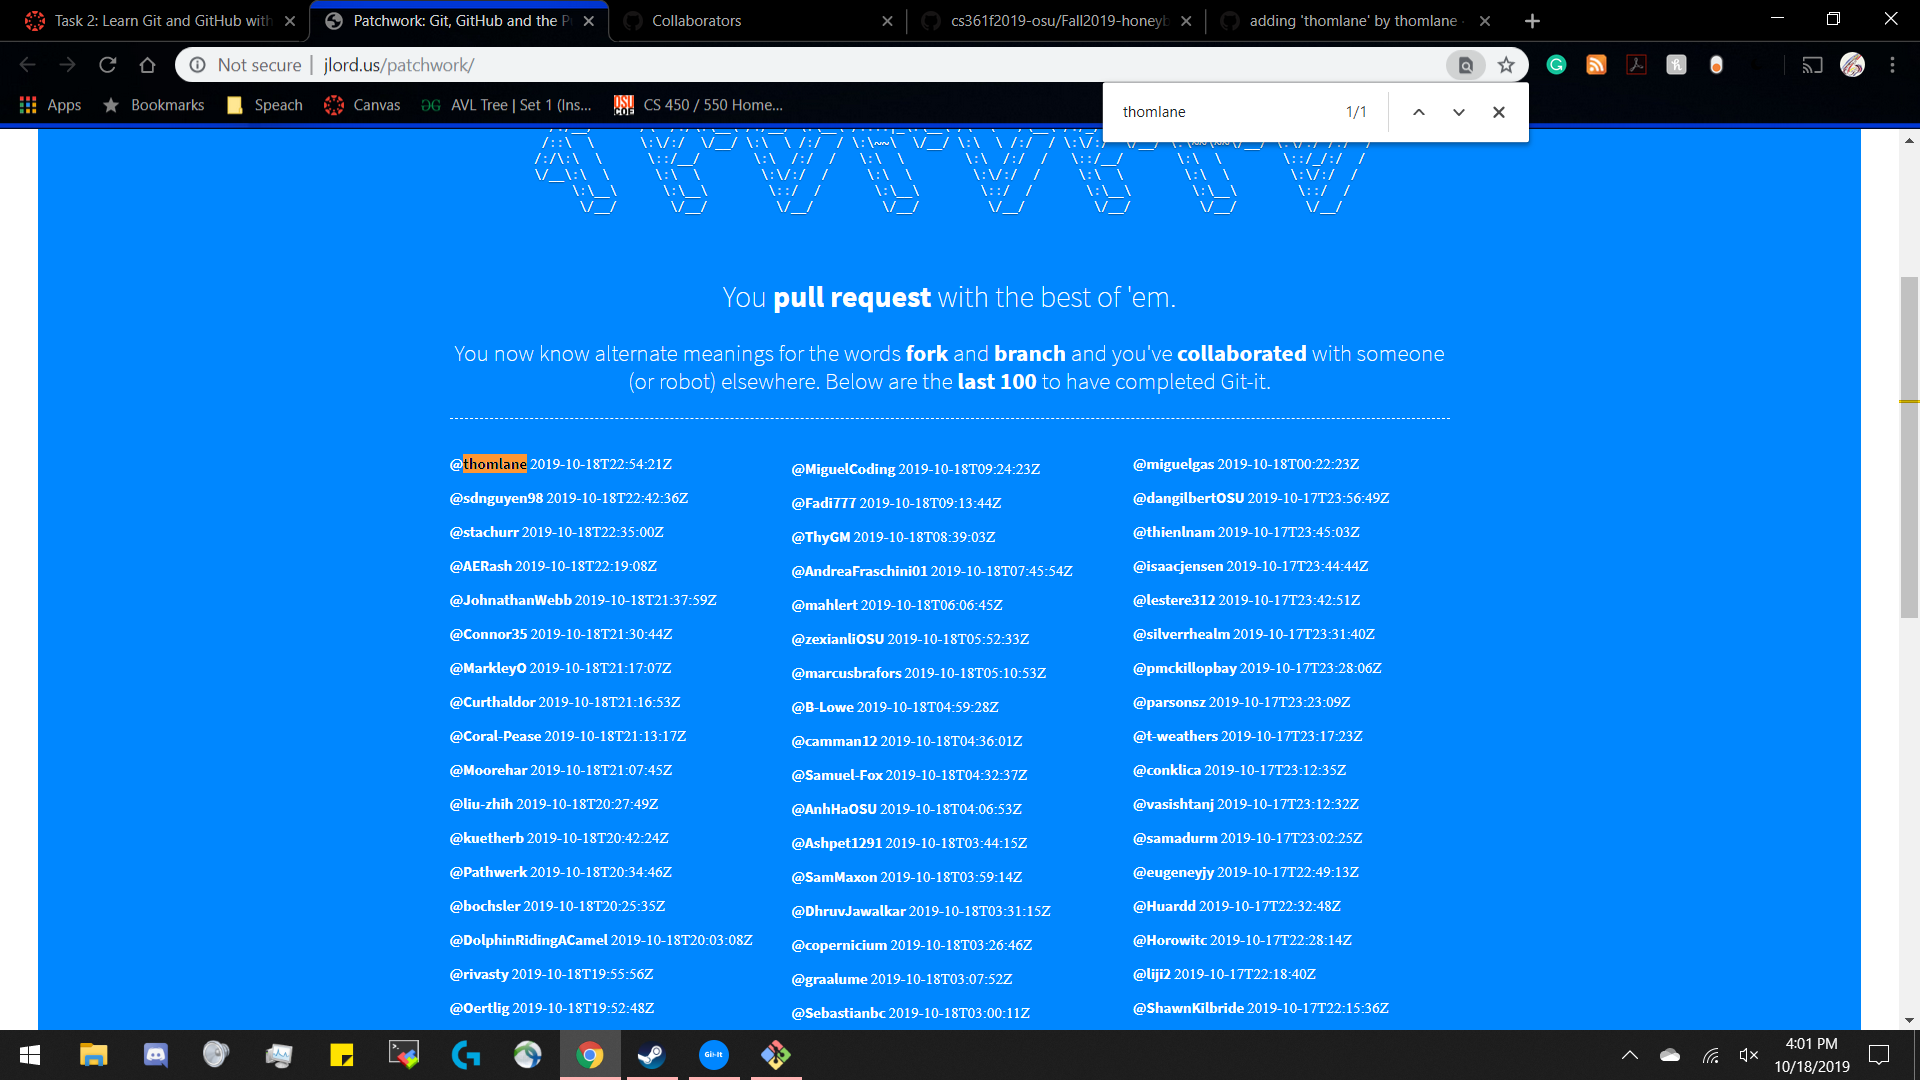 Task 2: Learn Git and GitHub with
Patchwork: Git, GitHub and the P
Collaborators
cs361f2019-osu/Fall2019-honeyb
adding 'thomlane' by thomlane
Not secure | jlord.us/patchwork/
Apps
Bookmarks
Speach
Canvas
AVL Tree | Set 1 (Ins...
CS 450 / 550 Home...
thomlane 1/1
You pull request with the best of 'em.
You now know alternate meanings for the words fork and branch and you've collaborated with someone
(or robot) elsewhere. Below are the last 100 to have completed Git-it.
@thomlane 2019-10-18T22:54:21Z
@sdnguyen98 2019-10-18T22:42:36Z
@stachurr 2019-10-18T22:35:00Z
@AERash 2019-10-18T22:19:08Z
@JohnathanWebb 2019-10-18T21:37:59Z
@Connor35 2019-10-18T21:30:44Z
@MarkleyO 2019-10-18T21:17:07Z
@Curthaldor 2019-10-18T21:16:53Z
@Coral-Pease 2019-10-18T21:13:17Z
@Moorehar 2019-10-18T21:07:45Z
@liu-zhih 2019-10-18T20:27:49Z
@kuetherb 2019-10-18T20:42:24Z
@Pathwerk 2019-10-18T20:34:46Z
@bochsler 2019-10-18T20:25:35Z
@DolphinRidingACamel 2019-10-18T20:03:08Z
@rivasty 2019-10-18T19:55:56Z
@Oertlig 2019-10-18T19:52:48Z
@MiguelCoding 2019-10-18T09:24:23Z
@Fadi777 2019-10-18T09:13:44Z
@ThyGM 2019-10-18T08:39:03Z
@AndreaFraschini01 2019-10-18T07:45:54Z
@mahlert 2019-10-18T06:06:45Z
@zexianliOSU 2019-10-18T05:52:33Z
@marcusbrafors 2019-10-18T05:10:53Z
@B-Lowe 2019-10-18T04:59:28Z
@camman12 2019-10-18T04:36:01Z
@Samuel-Fox 2019-10-18T04:32:37Z
@AnhHaOSU 2019-10-18T04:06:53Z
@Ashpet1291 2019-10-18T03:44:15Z
@SamMaxon 2019-10-18T03:59:14Z
@DhruvJawalkar 2019-10-18T03:31:15Z
@copernicium 2019-10-18T03:26:46Z
@graalume 2019-10-18T03:07:52Z
@Sebastianbc 2019-10-18T03:00:11Z
@miguelgas 2019-10-18T00:22:23Z
@dangilbertOSU 2019-10-17T23:56:49Z
@thienlnam 2019-10-17T23:45:03Z
@isaacjensen 2019-10-17T23:44:44Z
@lestere312 2019-10-17T23:42:51Z
@silverrhealm 2019-10-17T23:31:40Z
@pmckillopbay 2019-10-17T23:28:06Z
@parsonsz 2019-10-17T23:23:09Z
@t-weathers 2019-10-17T23:17:23Z
@conklica 2019-10-17T23:12:35Z
@vasishtanj 2019-10-17T23:12:32Z
@samadurm 2019-10-17T23:02:25Z
@eugeneyjy 2019-10-17T22:49:13Z
@Huardd 2019-10-17T22:32:48Z
@Horowitc 2019-10-17T22:28:14Z
@liji2 2019-10-17T22:18:40Z
@ShawnKilbride 2019-10-17T22:15:36Z
Git-it
4:01 PM
10/18/2019